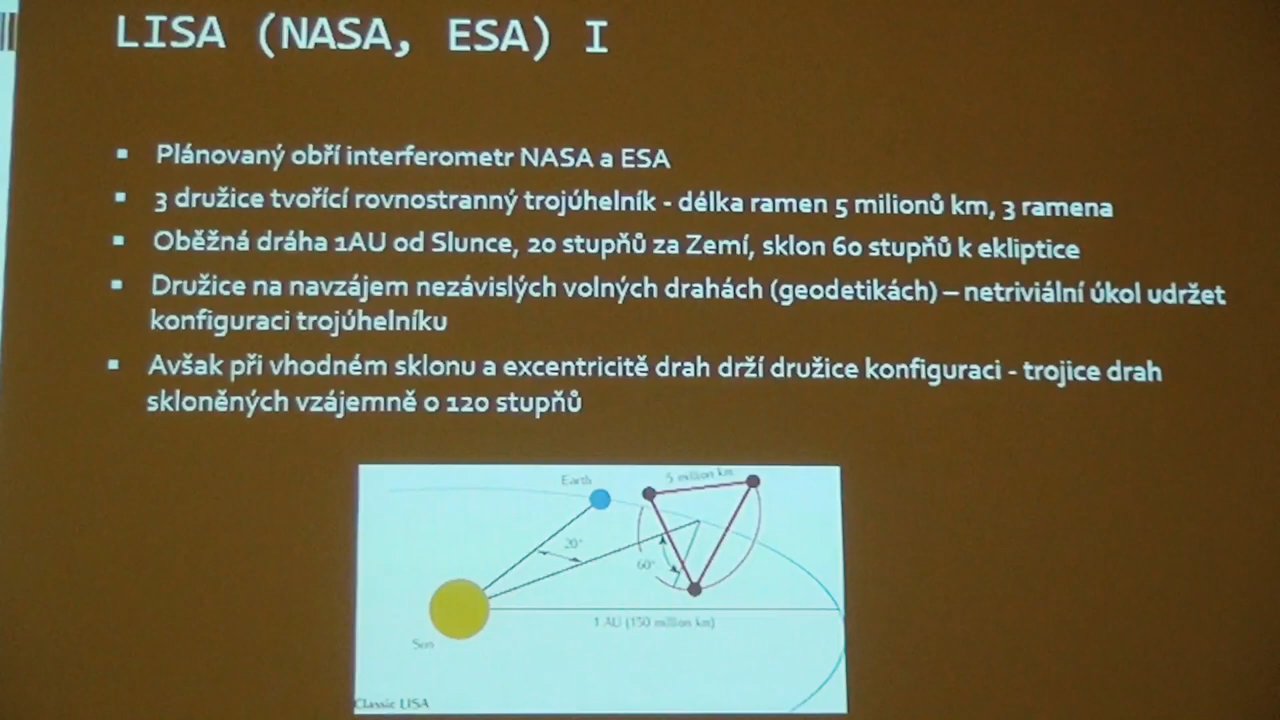 LISA (NASA, ESA) I
▪ Plánovaný obří interferometr NASA a ESA
▪ 3 družice tvořící rovnostranný trojúhelník - délka ramen 5 milionů km, 3 ramena
▪ Oběžná dráha 1AU od Slunce, 20 stupňů za Zemí, sklon 60 stupňů k ekliptice
▪ Družice na navzájem nezávislých volných drahách (geodetikách) – netriviální úkol udržet
konfiguraci trojúhelníku
▪ Avšak při vhodném sklonu a excentricitě drah drží družice konfiguraci - trojice drah
skloněných vzájemně o 120 stupňů
5 million km
Earth
20°
60°
1 AU (150 million km)
Sun
Classic LISA